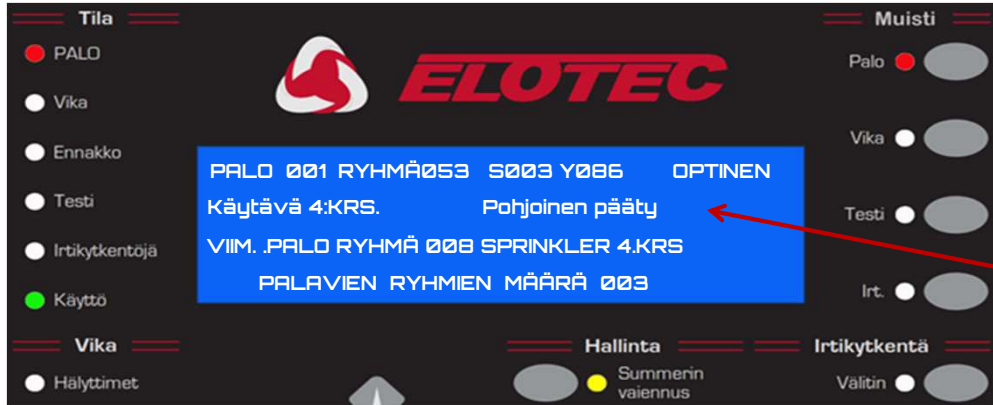 Tila
PALO
Vika
Ennakko
Testi
Irtikytkentöjä
Käyttö
Vika
Hälyttimet
ELOTEC
PALO 001 RYHMÄ053 S003 Y086 OPTINEN
Käytävä 4:KRS. Pohjoinen pääty
VIIM. .PALO RYHMÄ 008 SPRINKLER 4.KRS
PALAVIEN RYHMIEN MÄÄRÄ 003
Hallinta
Summerin
vaiennus
Muisti
Palo
Vika
Testi
Irt.
Irtikytkentä
Välitin